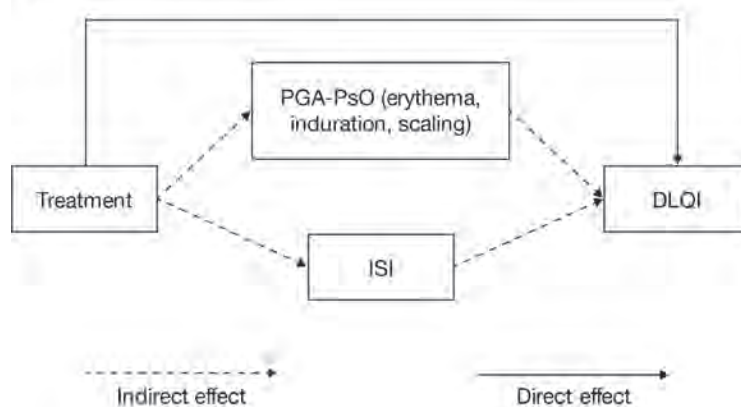 PGA-PsO (erythema,
induration, scaling)
Treatment
DLQI
ISI
Indirect effect
Direct effect